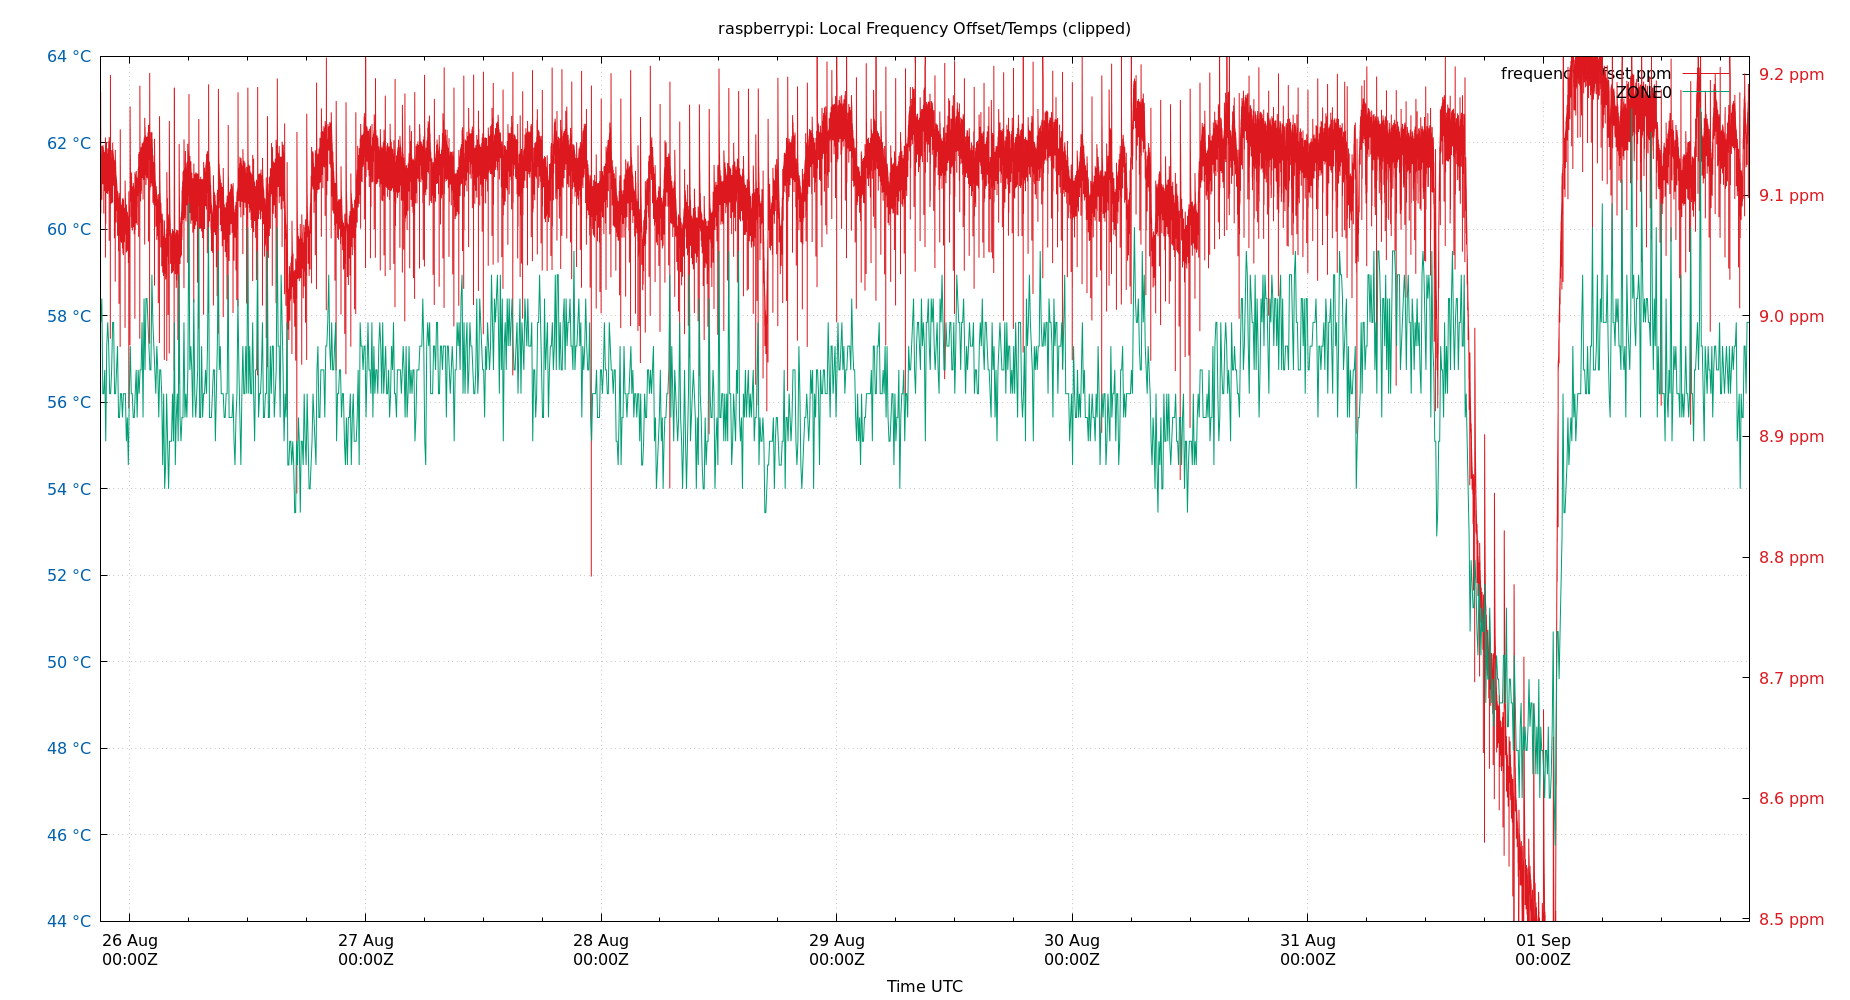 raspberrypi: Local Frequency Offset/Temps (clipped)
64 °C
62 °C
60 °C
58 °C
56 °C
54 °C
52 °C
50 °C
48 °C
46 °C
44 °C
frequenc fset ppm
ZONE0
9.2 ppm
9.1 ppm
9.0 ppm
8.9 ppm
8.8 ppm
8.7 ppm
8.6 ppm
8.5 ppm
26 Aug
00:00Z
27 Aug
00:00Z
28 Aug
00:00Z
29 Aug
00:00Z
30 Aug
00:00Z
31 Aug
00:00Z
01 Sep
00:00Z
Time UTC